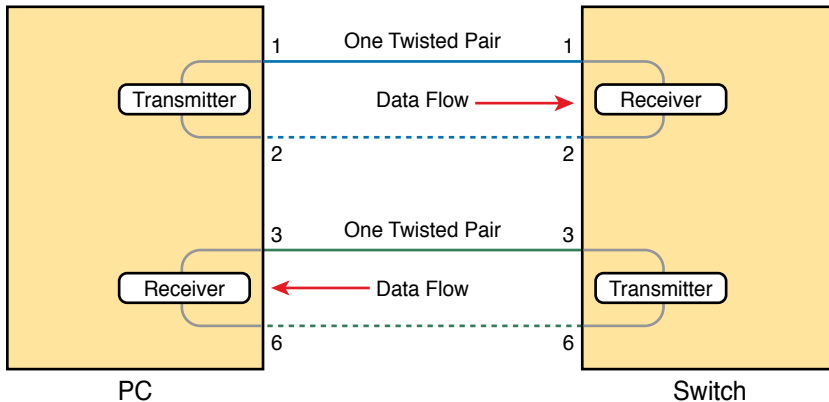 1 One Twisted Pair 1
Transmitter Data Flow Receiver
2 2
3 One Twisted Pair 3
Receiver Data Flow Transmitter
6 6
PC Switch